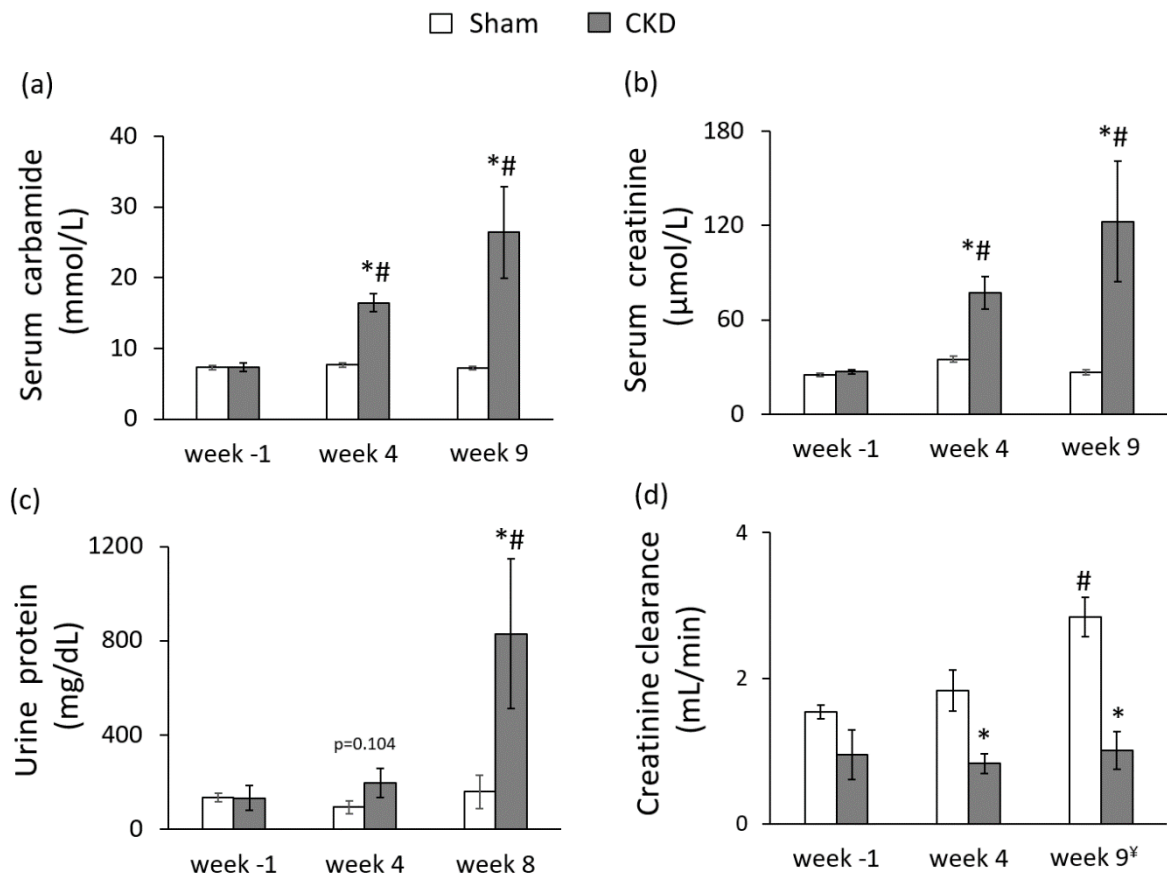 Sham CKD
(a)
Serum carbamide
(mmol/L)
40
30
20
10
0
*#
*#
week -1 week 4 week 9
(b)
Serum creatinine
(µmol/L)
180
120
60
0
*#
*#
week -1 week 4 week 9
(c)
Urine protein
(mg/dL)
1200
800
400
0
p=0.104
*#
week -1 week 4 week 8
(d)
Creatinine clearance
(mL/min)
4
2
0
*
#
*
week -1 week 4 week 9¥